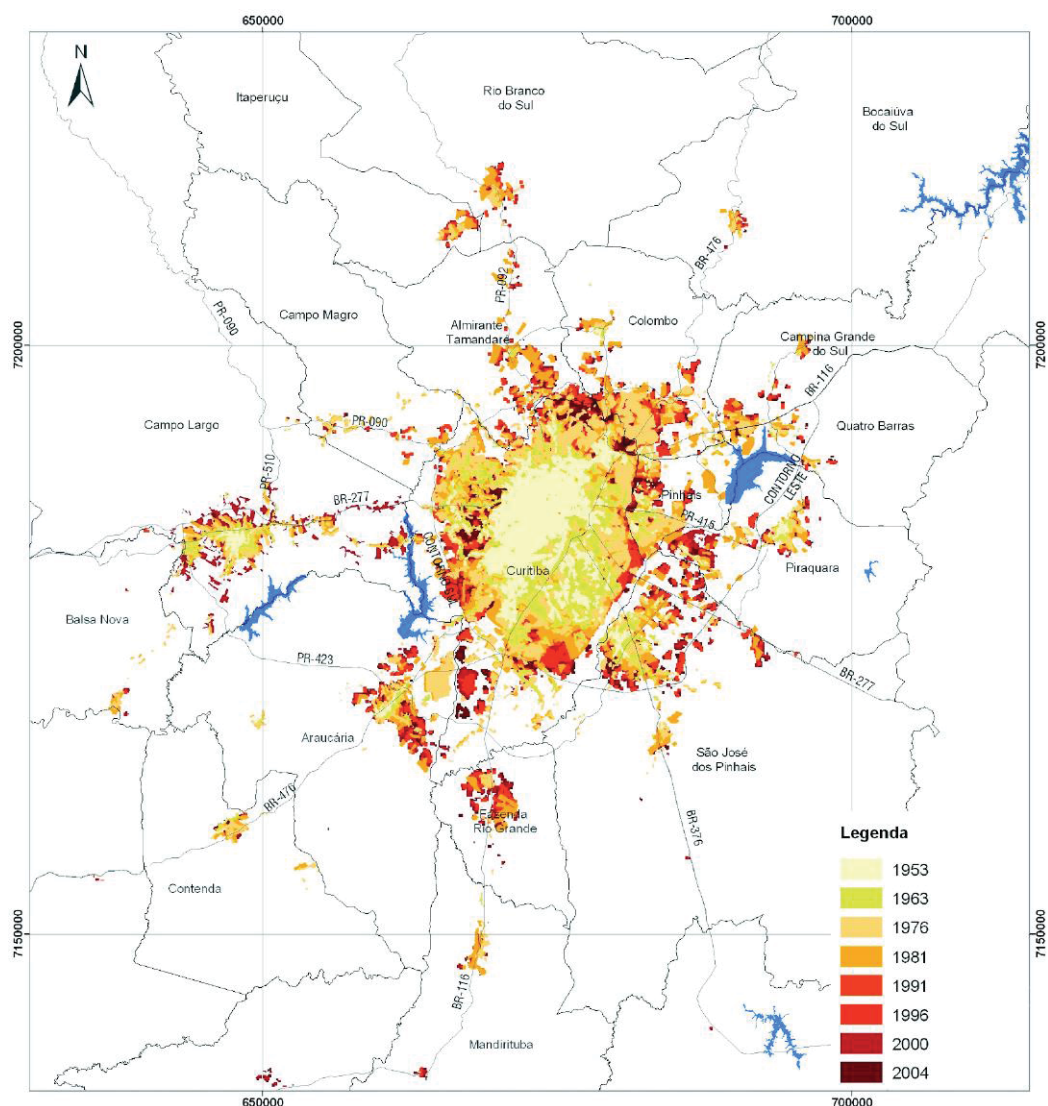 650000
700000
N
Itaperuçu
Rio Branco
do Sul
Bocaiúva
do Sul
BR-476
PR-092
PR-090
Campo Magro
Almirante
Tamandaré
Colombo
7200000
7200000
Campina Grande
do Sul
BR-116
Campo Largo
PR-090
Quatro Barras
PR-510
BR-277
Pinhais
CONTORNO
LESTE
PR-415
Curitiba
Piraquara
Balsa Nova
PR-423
BR-277
Araucária
São José
dos Pinhais
BR-476
Fazenda
Rio Grande
BR-376
Contenda
Legenda
1953
1963
1976
1981
1991
1996
2000
2004
7150000
7150000
BR-116
Mandirituba
650000
700000